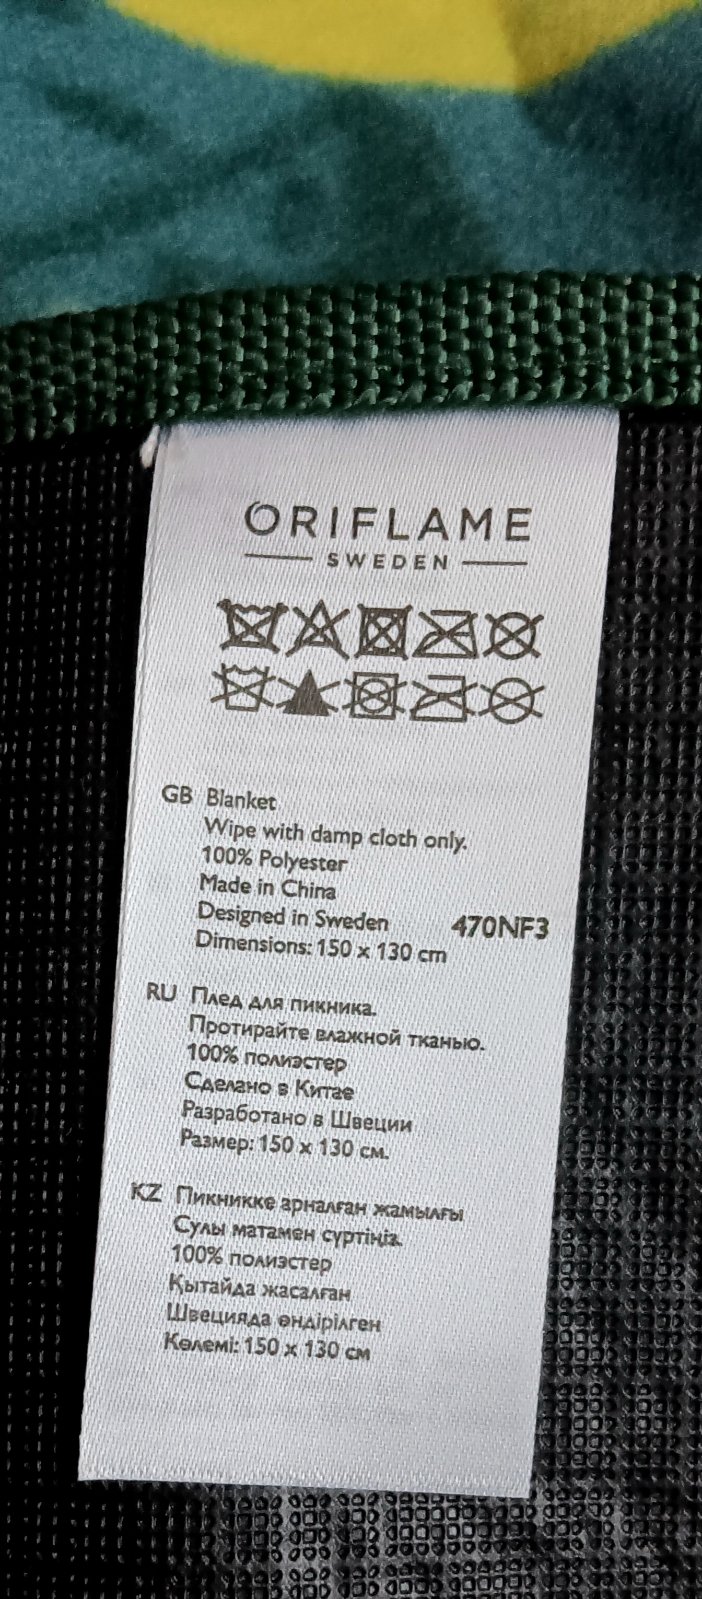 ORIFLAME
SWEDEN
GB Blanket
Wipe with damp cloth only.
100% Polyester
Made in China
Designed in Sweden 470NF3
Dimensions: 150 x 130 cm
RU Плед для пикника.
Протирайте влажной тканью.
100% полиэстер
Сделано в Китае
Разработано в Швеции
Размер: 150 x 130 см.
KZ Пикникке арналған жамылғы
Сулы матамен сүртіңіз.
100% полиэстер
Қытайда жасалған
Швецияда өндірілген
Көлемі: 150 x 130 см